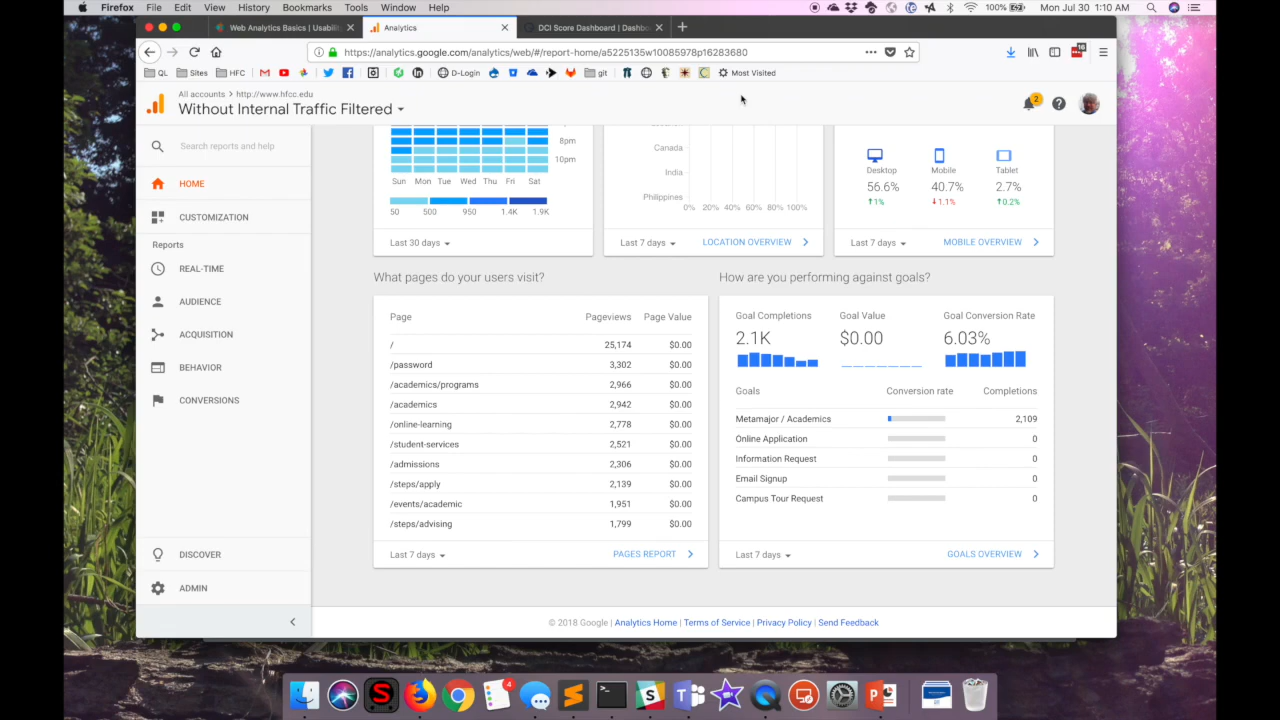 Firefox File Edit View History Bookmarks Tools Window Help 100% Mon Jul 30 1:10 AM
Web Analytics Basics | Usabili Analytics DCI Score Dashboard | Dashb
https://analytics.google.com/analytics/web/#/report-home/a5225135w10085978p16283680
QL Sites HFC D-Login git Most Visited
All accounts > http://www.hfcc.edu
Without Internal Traffic Filtered
2
Search reports and help
HOME
CUSTOMIZATION
Reports
REAL-TIME
AUDIENCE
ACQUISITION
BEHAVIOR
CONVERSIONS
DISCOVER
ADMIN
8pm
10pm
Sun Mon Tue Wed Thu Fri Sat
50 500 950 1.4K 1.9K
Last 30 days
Canada
India
Philippines
0% 20% 40% 60% 80% 100%
Last 7 days LOCATION OVERVIEW
Desktop Mobile Tablet
56.6% 40.7% 2.7%
1% 1.1% 0.2%
Last 7 days MOBILE OVERVIEW
What pages do your users visit?
Page Pageviews Page Value
/ 25,174 $0.00
/password 3,302 $0.00
/academics/programs 2,966 $0.00
/academics 2,942 $0.00
/online-learning 2,778 $0.00
/student-services 2,521 $0.00
/admissions 2,306 $0.00
/steps/apply 2,139 $0.00
/events/academic 1,951 $0.00
/steps/advising 1,799 $0.00
Last 7 days PAGES REPORT
How are you performing against goals?
Goal Completions Goal Value Goal Conversion Rate
2.1K $0.00 6.03%
Goals Conversion rate Completions
Metamajor / Academics 2,109
Online Application 0
Information Request 0
Email Signup 0
Campus Tour Request 0
Last 7 days GOALS OVERVIEW
© 2018 Google | Analytics Home | Terms of Service | Privacy Policy | Send Feedback
4